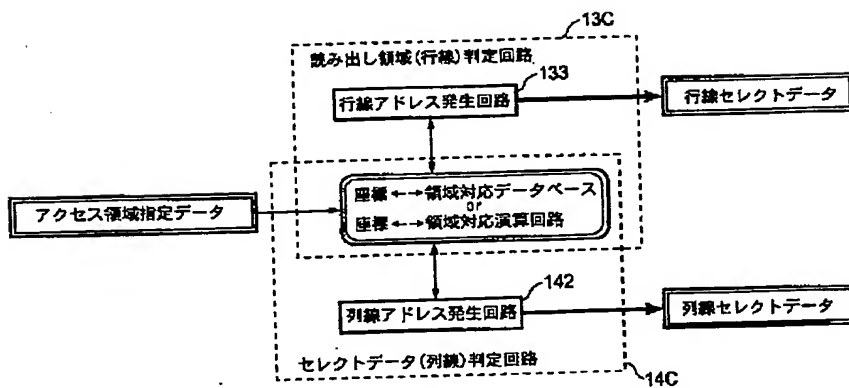 13C
読み出し領域(行線)判定回路
133
行線アドレス発生回路
行線セレクトデータ
アクセス領域指定データ
座標←→領域対応データベース
or
座標←→領域対応演算回路
142
列線アドレス発生回路
列線セレクトデータ
セレクトデータ(列線)判定回路
14C